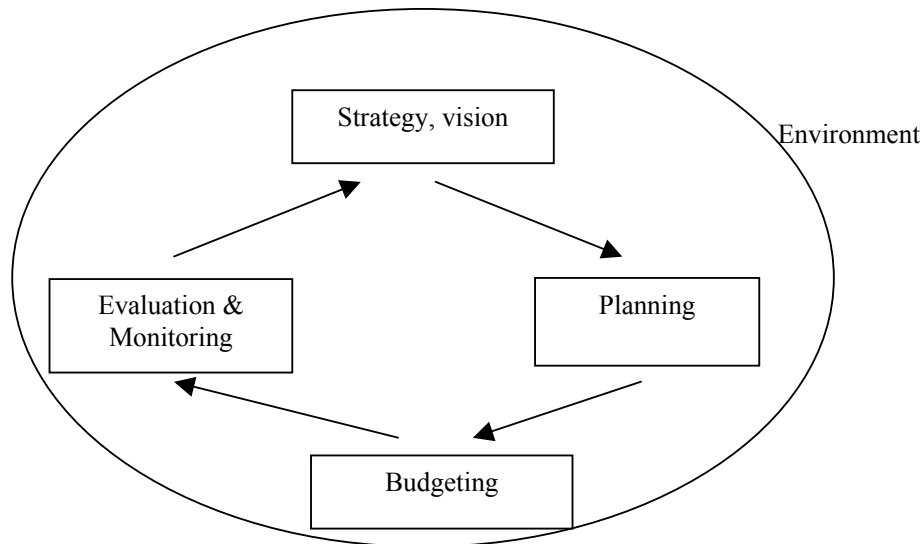 Strategy, vision
Environment
Evaluation &
Monitoring
Planning
Budgeting